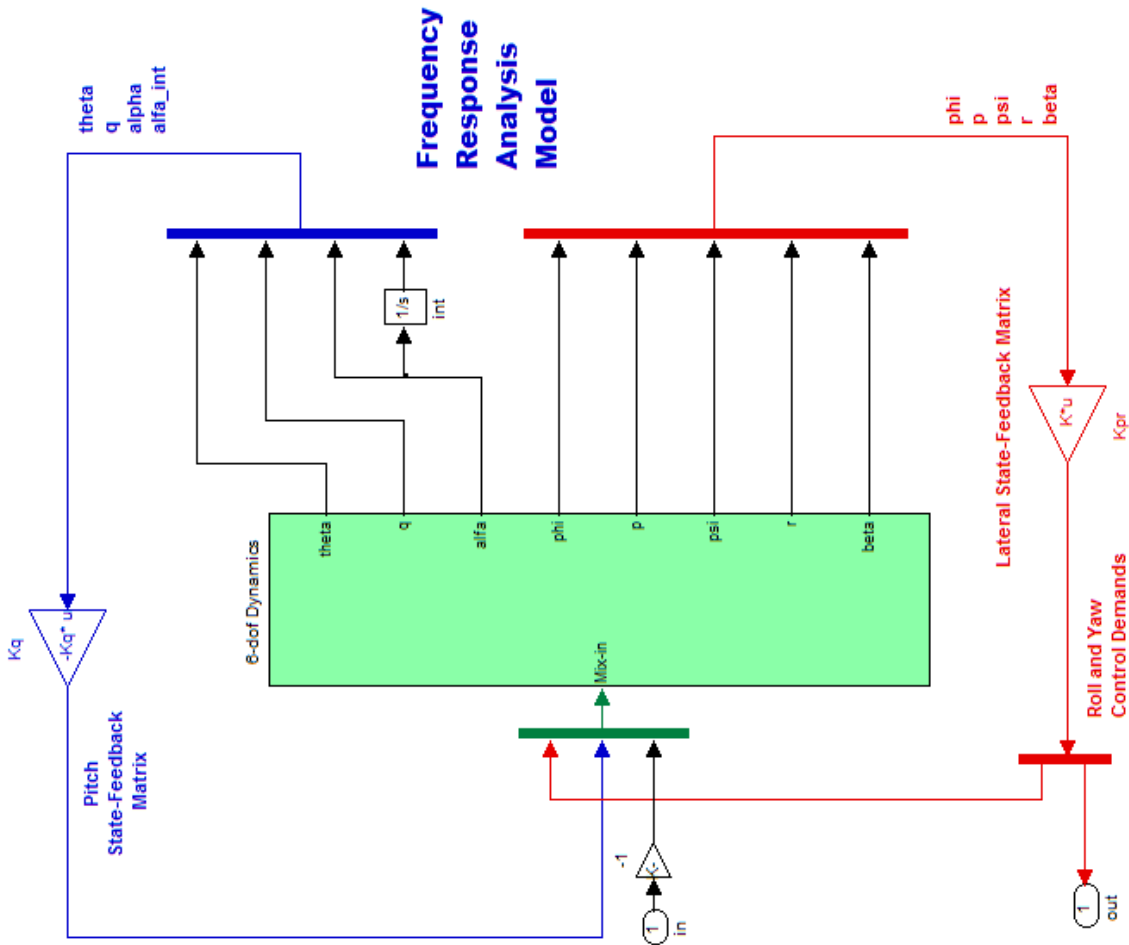 theta
q
alpha
alfa_int
Frequency
Response
Analysis
Model
phi
p
psi
r
beta
1/s
int
Kq
-Kq* u
Pitch
State-Feedback
Matrix
6-dof Dynamics
Mix-in
theta
q
alfa
phi
p
psi
r
beta
Lateral State-Feedback Matrix
K*u
Kpr
Roll and Yaw
Control Demands
-1
-K-
1
in
1
out